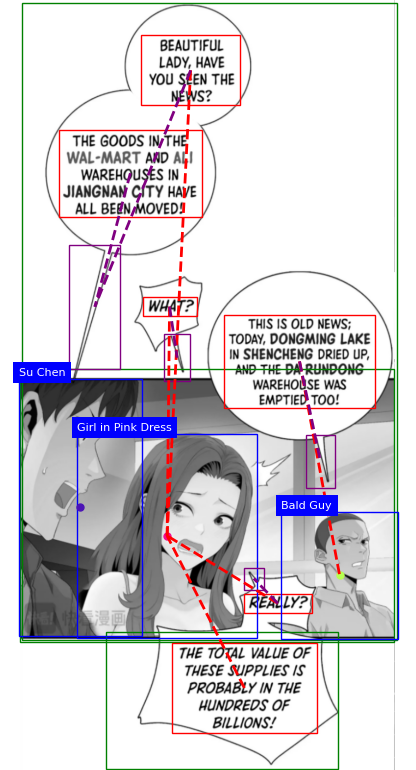 BEAUTIFUL
LADY, HAVE
YOU SEEN THE
NEWS?
THE GOODS IN THE
WAL-MART AND ALI
WAREHOUSES IN
JIANGNAN CITY HAVE
ALL BEEN MOVED!
WHAT?
THIS IS OLD NEWS;
TODAY, DONGMING LAKE
IN SHENCHENG DRIED UP,
AND THE DA RUNDONG
WAREHOUSE WAS
EMPTIED TOO!
Su Chen
Girl in Pink Dress
Bald Guy
REALLY?
THE TOTAL VALUE OF
THESE SUPPLIES IS
PROBABLY IN THE
HUNDREDS OF
BILLIONS!